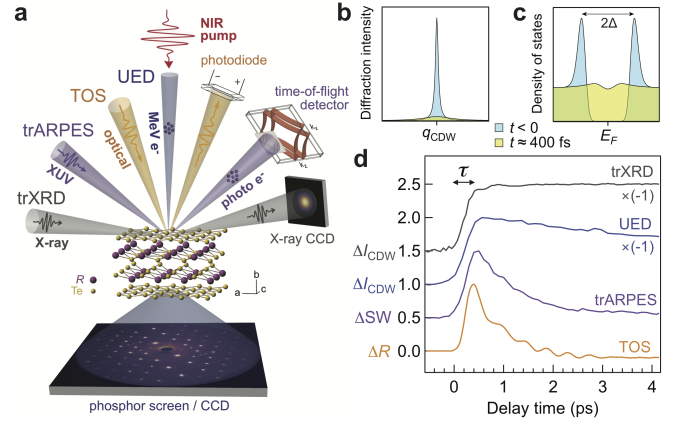 a
NIR
pump
UED
photodiode
−
+
TOS
time-of-flight
detector
trARPES
MeV e⁻
optical
XUV
photo e⁻
trXRD
X-ray
X-ray CCD
R
Te
b
a
c
phosphor screen / CCD
b
Diffraction intensity
qCDW
c
2Δ
Density of states
EF
t < 0
t ≈ 400 fs
d
τ
trXRD
×(-1)
UED
×(-1)
trARPES
TOS
ΔICDW
ΔICDW
ΔSW
ΔR
2.5
2.0
1.5
1.0
0.5
0.0
0
1
2
3
4
Delay time (ps)